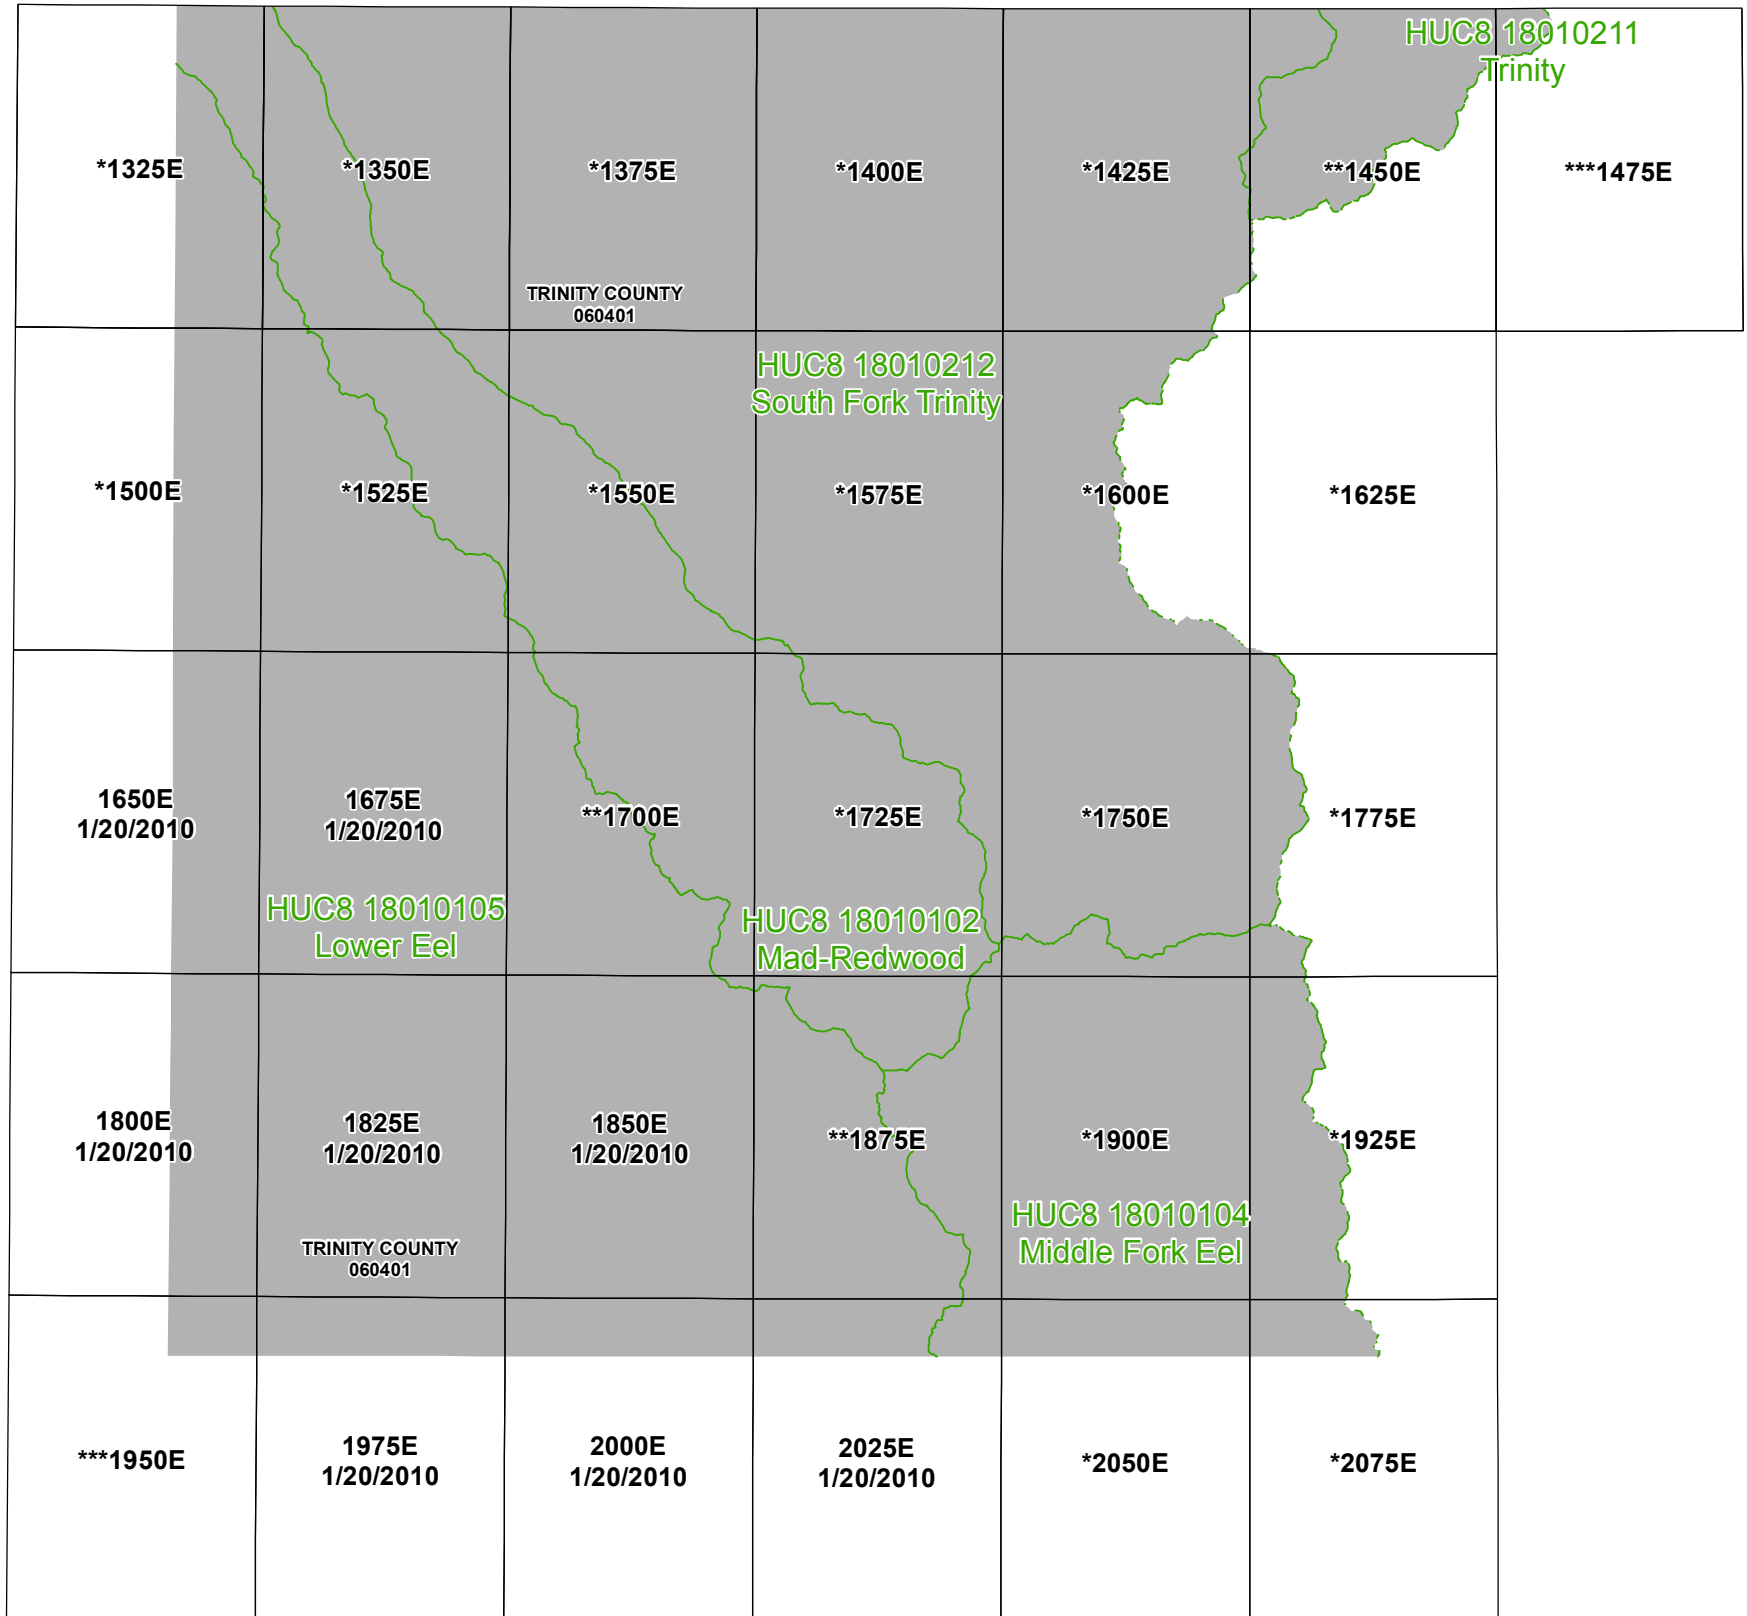 HUC8 18010211
Trinity
*1325E
*1350E
*1375E
*1400E
*1425E
**1450E
***1475E
TRINITY COUNTY
060401
HUC8 18010212
South Fork Trinity
*1500E
*1525E
*1550E
*1575E
*1600E
*1625E
1650E
1/20/2010
1675E
1/20/2010
**1700E
*1725E
*1750E
*1775E
HUC8 18010105
Lower Eel
HUC8 18010102
Mad-Redwood
1800E
1/20/2010
1825E
1/20/2010
1850E
1/20/2010
**1875E
*1900E
*1925E
HUC8 18010104
Middle Fork Eel
TRINITY COUNTY
060401
***1950E
1975E
1/20/2010
2000E
1/20/2010
2025E
1/20/2010
*2050E
*2075E